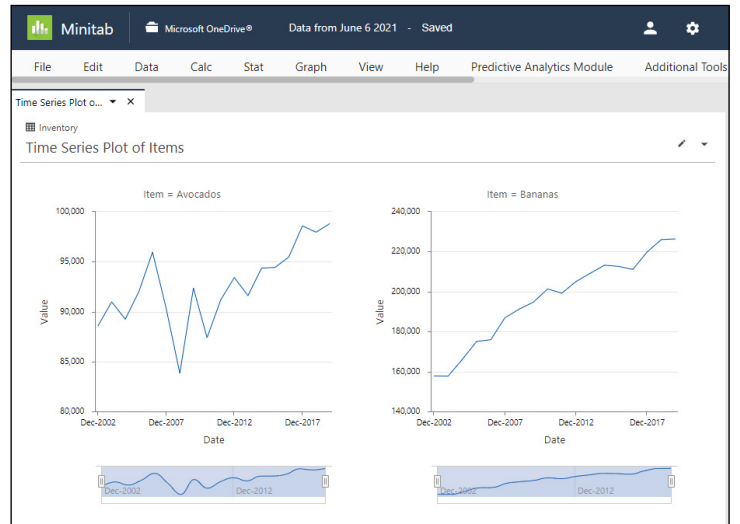 Minitab Microsoft OneDrive® Data from June 6 2021 - Saved
File Edit Data Calc Stat Graph View Help Predictive Analytics Module Additional Tools
Time Series Plot o...
Inventory
Time Series Plot of Items
Item = Avocados
100,000
95,000
90,000
85,000
80,000
Value
Dec-2002 Dec-2007 Dec-2012 Dec-2017
Date
Dec-2002 Dec-2012
Item = Bananas
240,000
220,000
200,000
180,000
160,000
140,000
Value
Dec-2002 Dec-2007 Dec-2012 Dec-2017
Date
Dec-2002 Dec-2012